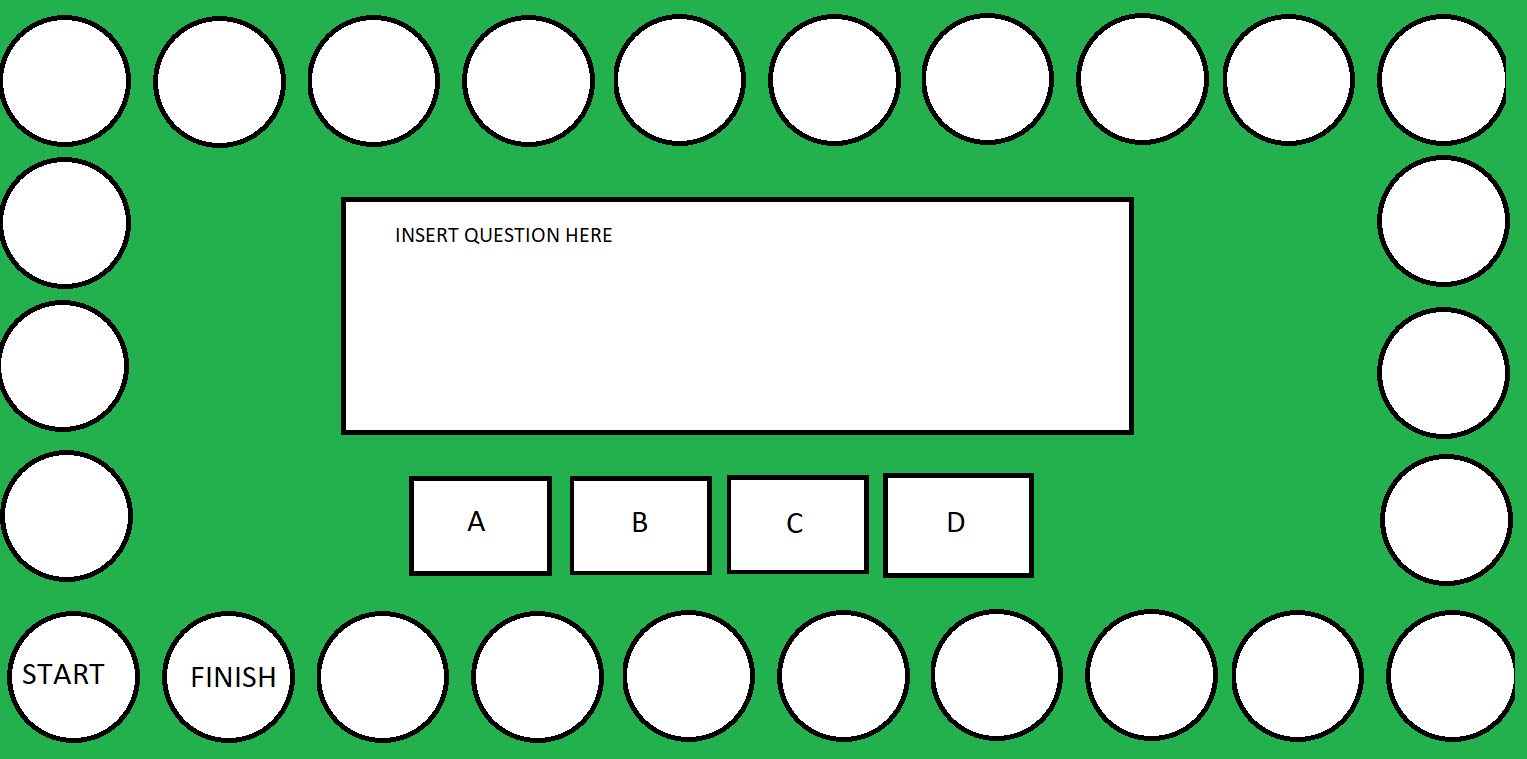 INSERT QUESTION HERE
A B C D
START FINISH